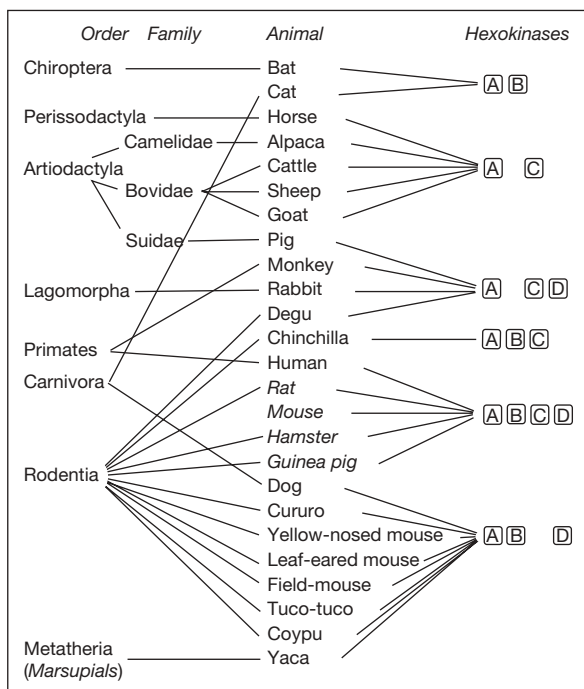 Order Family Animal Hexokinases
Chiroptera Bat
Cat
A B
Perissodactyla Horse
Camelidae Alpaca
Artiodactyla Cattle A C
Bovidae Sheep
Goat
Suidae Pig
Monkey
Lagomorpha Rabbit A C D
Degu
Chinchilla A B C
Primates
Human
Carnivora
Rat
Mouse A B C D
Hamster
Guinea pig
Rodentia
Dog
Cururo
Yellow-nosed mouse A B D
Leaf-eared mouse
Field-mouse
Tuco-tuco
Coypu
Metatheria Yaca
(Marsupials)